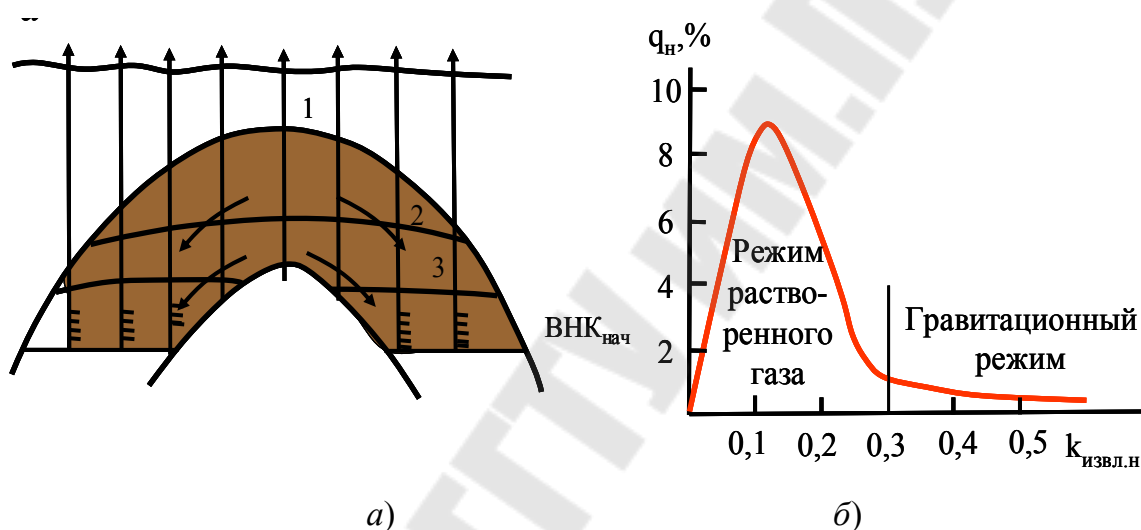 1
2
3
ВНКнач
а)
qн,%
10
8
6
4
2
Режим
раство-
ренного
газа
Гравитационный
режим
0,1 0,2 0,3 0,4 0,5 kизвл.н
б)